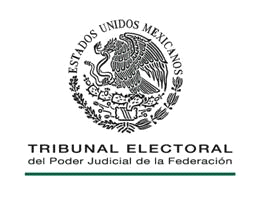 ESTADOS UNIDOS MEXICANOS
TRIBUNAL ELECTORAL
del Poder Judicial de la Federación